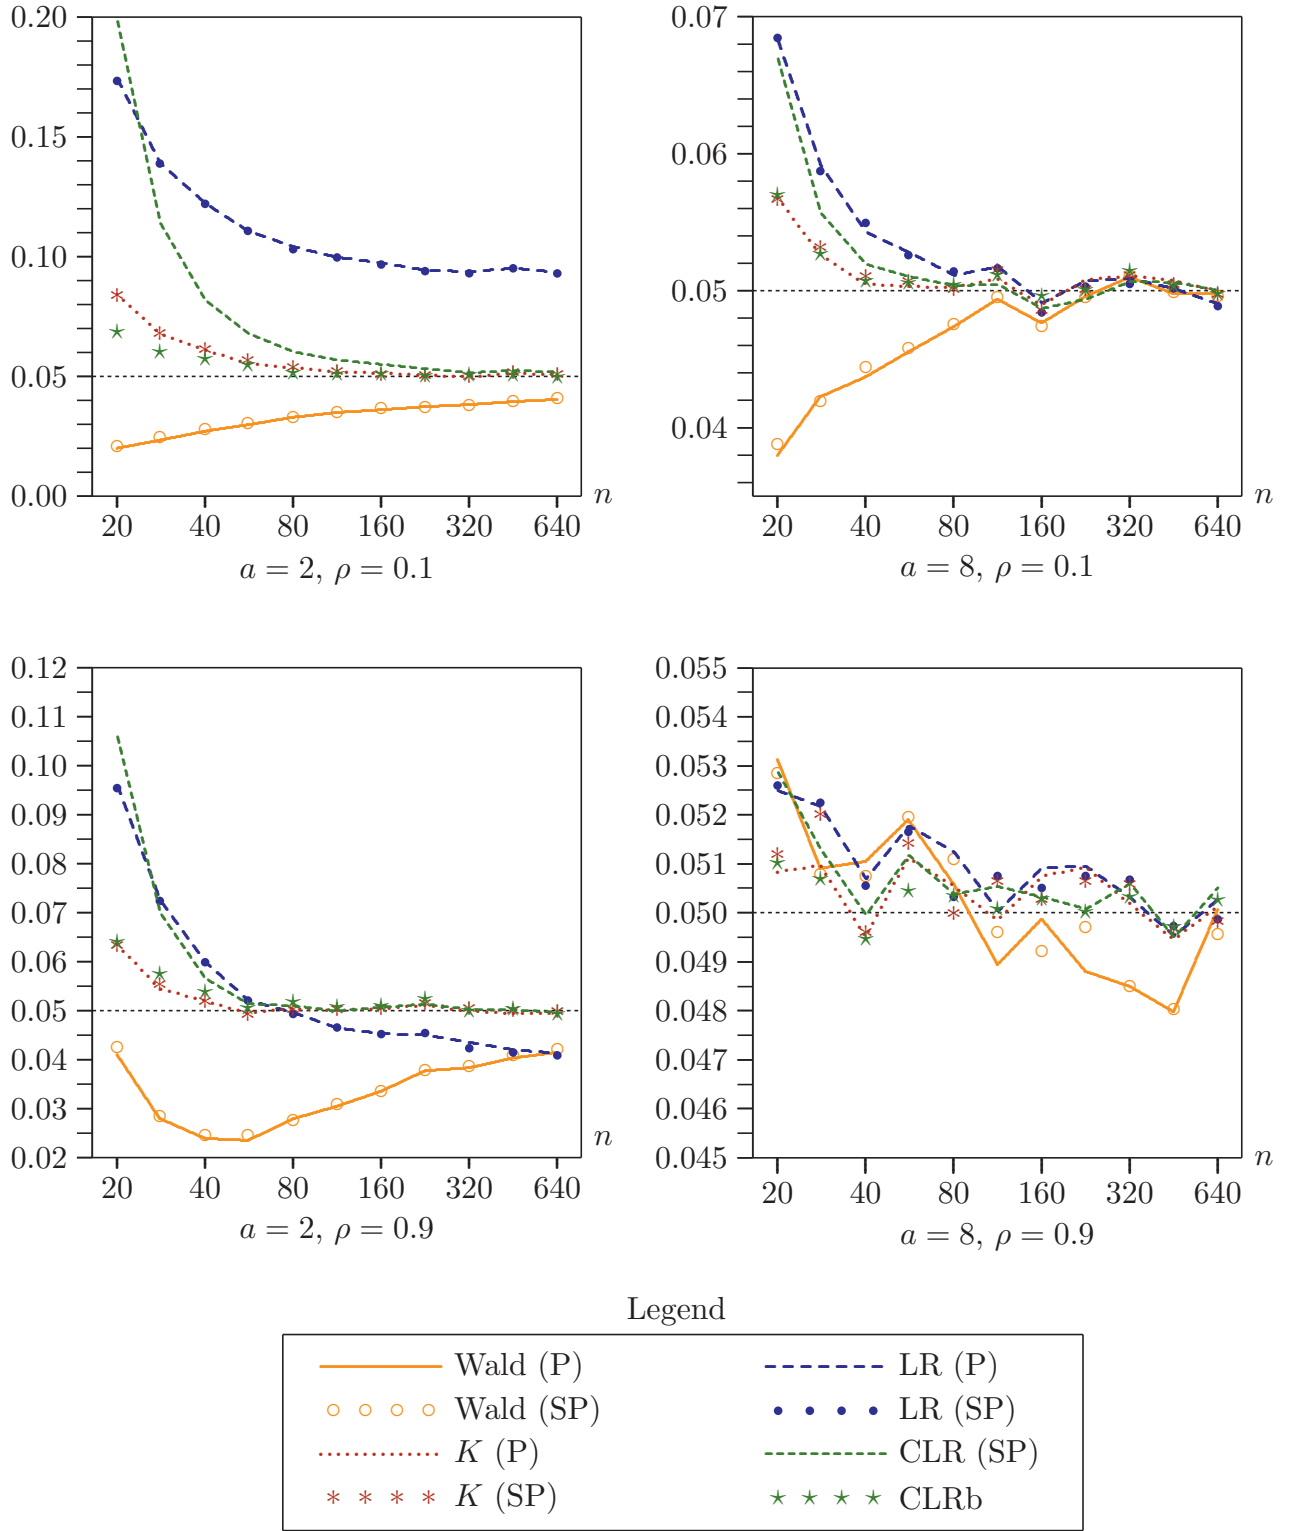 0.20
0.15
0.10
0.05
0.00
20 40 80 160 320 640
n
a = 2, ρ = 0.1
0.07
0.06
0.05
0.04
20 40 80 160 320 640
n
a = 8, ρ = 0.1
0.12
0.11
0.10
0.09
0.08
0.07
0.06
0.05
0.04
0.03
0.02
20 40 80 160 320 640
n
a = 2, ρ = 0.9
0.055
0.054
0.053
0.052
0.051
0.050
0.049
0.048
0.047
0.046
0.045
20 40 80 160 320 640
n
a = 8, ρ = 0.9
Legend
Wald (P)
Wald (SP)
K (P)
K (SP)
LR (P)
LR (SP)
CLR (SP)
CLRb